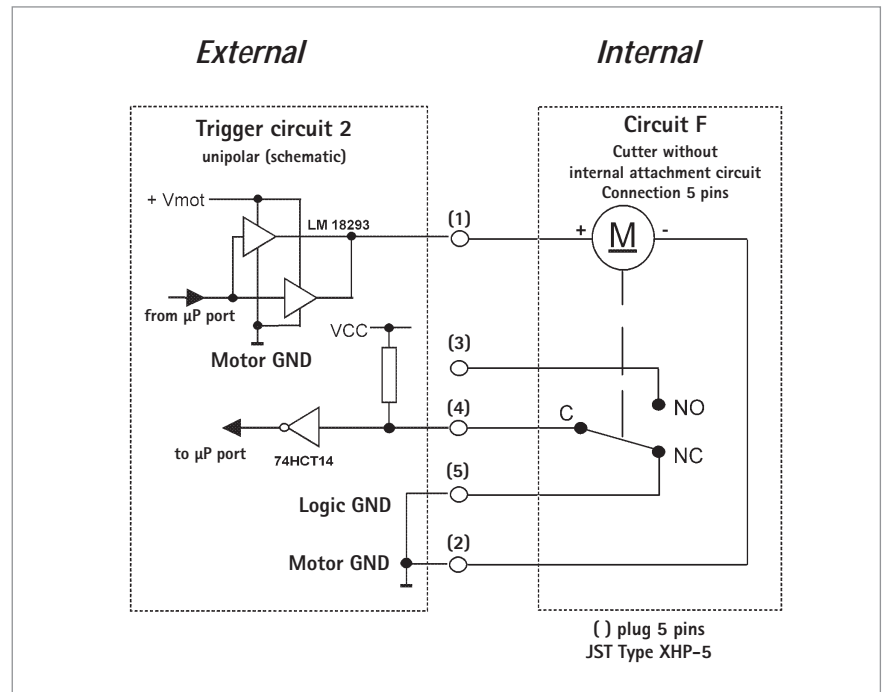 External
Internal
Trigger circuit 2
unipolar (schematic)
+ Vmot
LM 18293
from µP port
Motor GND
VCC
to µP port
74HCT14
Logic GND
Motor GND
(1)
(3)
(4)
(5)
(2)
Circuit F
Cutter without
internal attachment circuit
Connection 5 pins
+ M -
C
NO
NC
( ) plug 5 pins
JST Type XHP-5